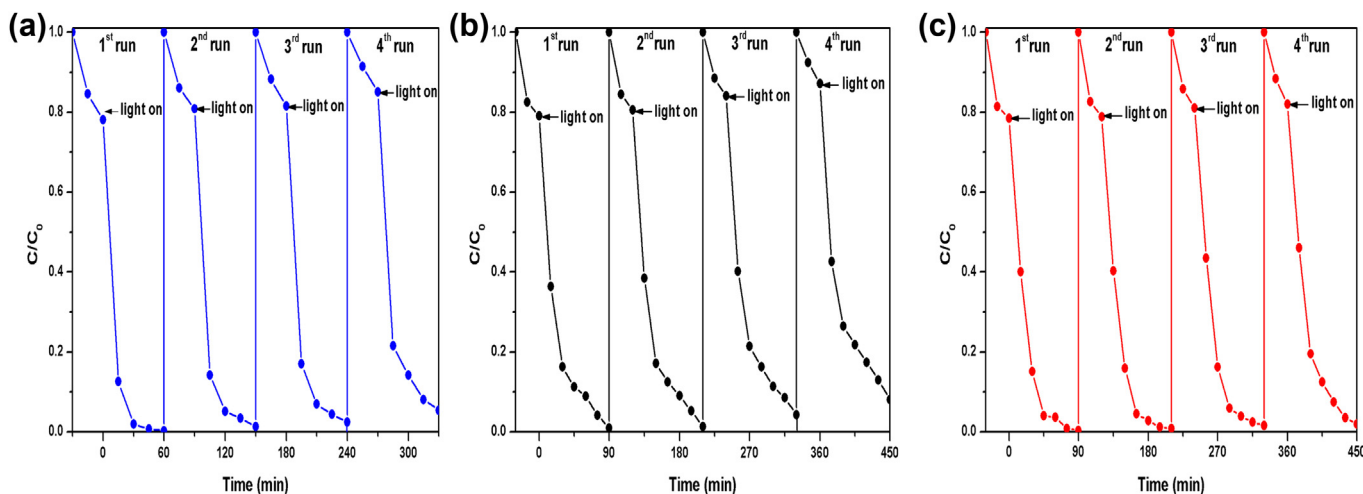 (a)
1st run 2nd run 3rd run 4th run
light on light on light on light on
C/C0
1.0
0.8
0.6
0.4
0.2
0.0
0 60 120 180 240 300
Time (min)
(b)
1st run 2nd run 3rd run 4th run
light on light on light on light on
1.0
0.8
0.6
0.4
0.2
0.0
0 90 180 270 360 450
Time (min)
(c)
1st run 2nd run 3rd run 4th run
light on light on light on light on
C/C0
1.0
0.8
0.6
0.4
0.2
0.0
0 90 180 270 360 450
Time (min)